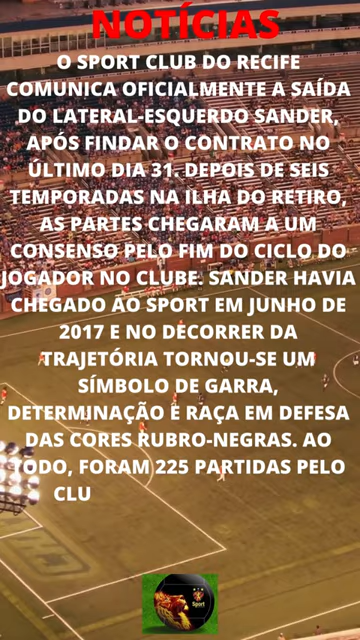 NOTÍCIAS
O SPORT CLUB DO RECIFE
COMUNICA OFICIALMENTE A SAÍDA
DO LATERAL-ESQUERDO SANDER,
APÓS FINDAR O CONTRATO NO
ÚLTIMO DIA 31. DEPOIS DE SEIS
TEMPORADAS NA ILHA DO RETIRO,
AS PARTES CHEGARAM A UM
CONSENSO PELO FIM DO CICLO DO
JOGADOR NO CLUBE. SANDER HAVIA
CHEGADO AO SPORT EM JUNHO DE
2017 E NO DECORRER DA
TRAJETÓRIA TORNOU-SE UM
SÍMBOLO DE GARRA,
DETERMINAÇÃO E RAÇA EM DEFESA
DAS CORES RUBRO-NEGRAS. AO
TODO, FORAM 225 PARTIDAS PELO
CLU
Sport